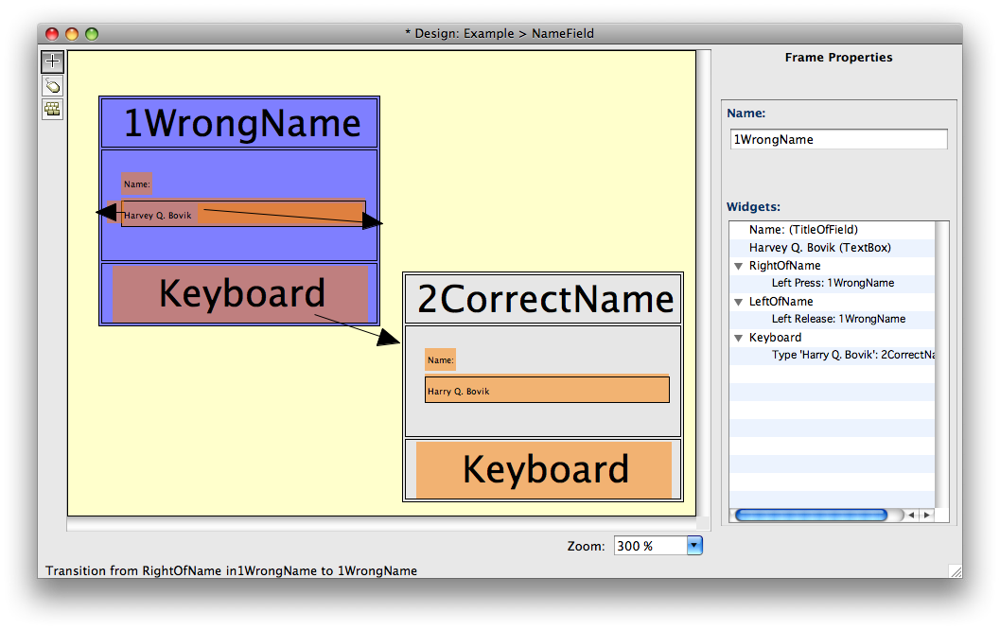 * Design: Example > NameField
1WrongName
Name:
Harvey Q. Bovik
Keyboard
2CorrectName
Name:
Harry Q. Bovik
Keyboard
Zoom: 300 %
Transition from RightOfName in1WrongName to 1WrongName
Frame Properties
Name:
1WrongName
Widgets:
Name: (TitleOfField)
Harvey Q. Bovik (TextBox)
RightOfName
Left Press: 1WrongName
LeftOfName
Left Release: 1WrongName
Keyboard
Type 'Harry Q. Bovik': 2CorrectNa